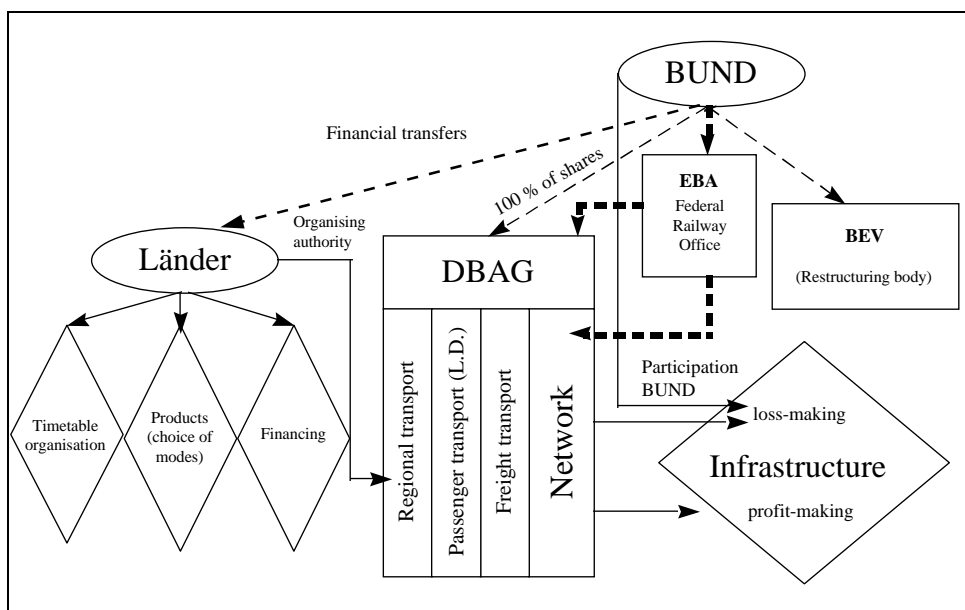 BUND
Financial transfers
100 % of shares
EBA
Federal
Railway
Office
BEV
(Restructuring body)
Organising
authority
Länder
DBAG
Regional transport
Passenger transport (L.D.)
Freight transport
Network
Timetable
organisation
Products
(choice of
modes)
Financing
Participation
BUND
loss-making
Infrastructure
profit-making